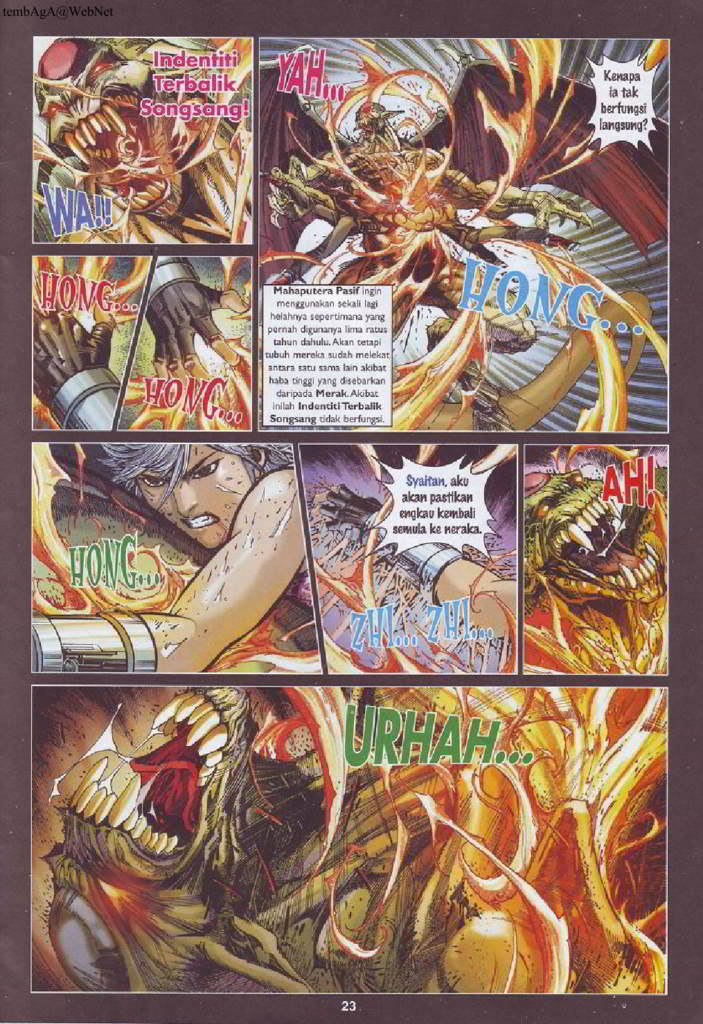 tembAgA@WebNet
Indentiti
Terbalik
Songsang!
WA!!
YAH...
Kenapa
ia tak
berfungsi
langsung?
HONG...
Mahaputera Pasif ingin
menggunakan sekali lagi
helahnya sepertimana yang
pernah digunanya lima ratus
tahun dahulu. Akan tetapi
tubuh mereka sudah melekat
antara satu sama lain akibat
haba tinggi yang disebarkan
daripada Merak. Akibat
inilah Indentiti Terbalik
Songsang tidak berfungsi.
HONG...
HONG...
HONG...
Syaitan, aku
akan pastikan
engkau kembali
semula ke neraka.
ZHI... ZHI...
AH!
URHAH...
23